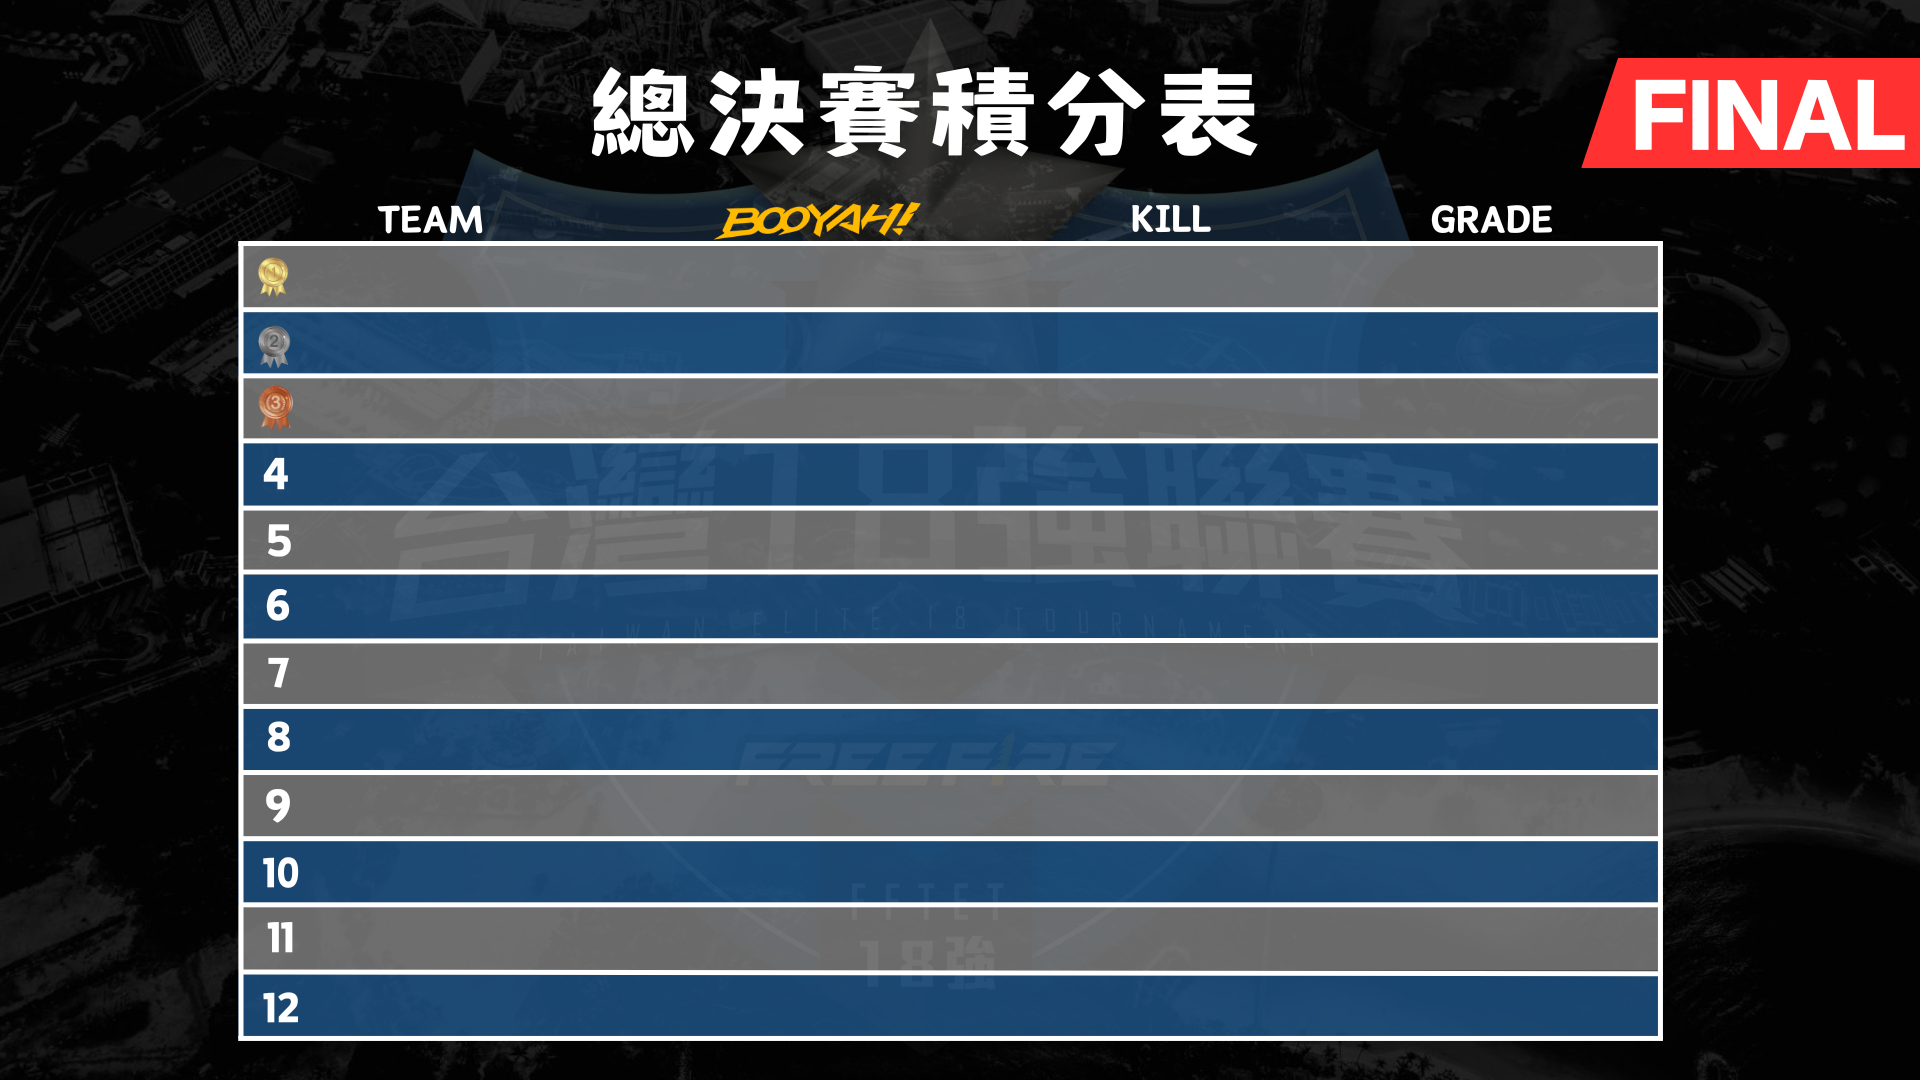 總決賽積分表
FINAL
TEAM BOOYAH! KILL GRADE
1
2
3
4
台灣18強聯賽
5
6
TAIWAN ELITE 18 TOURNAMENT
7
8
FREE FIRE
9
10
FFTET
11
18強
12